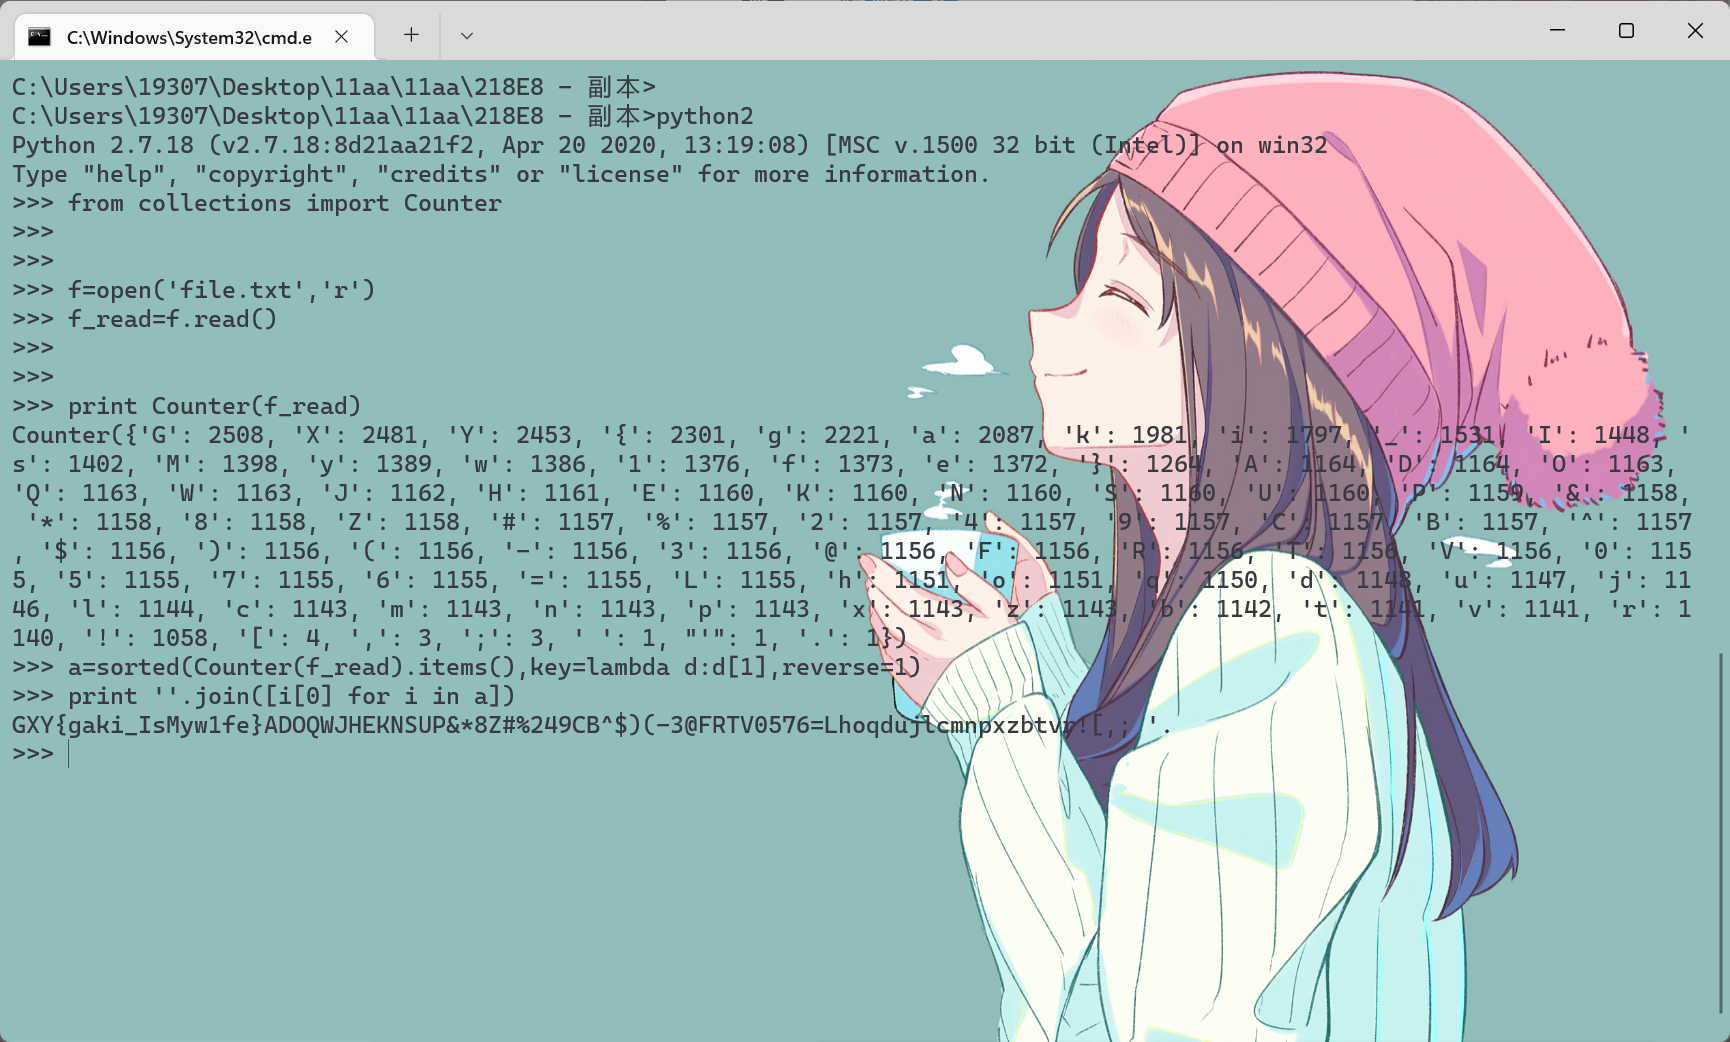 C:\Windows\System32\cmd.e
C:\Users\19307\Desktop\11aa\11aa\218E8 - 副本>
C:\Users\19307\Desktop\11aa\11aa\218E8 - 副本>python2
Python 2.7.18 (v2.7.18:8d21aa21f2, Apr 20 2020, 13:19:08) [MSC v.1500 32 bit (Intel)] on win32
Type "help", "copyright", "credits" or "license" for more information.
>>> from collections import Counter
>>>
>>>
>>> f=open('file.txt','r')
>>> f_read=f.read()
>>>
>>>
>>> print Counter(f_read)
Counter({'G': 2508, 'X': 2481, 'Y': 2453, '{': 2301, 'g': 2221, 'a': 2087, 'k': 1981, 'i': 1797, '_': 1531, 'I': 1448, '
s': 1402, 'M': 1398, 'y': 1389, 'w': 1386, '1': 1376, 'f': 1373, 'e': 1372, '}': 1264, 'A': 1164, 'D': 1164, 'O': 1163,
'Q': 1163, 'W': 1163, 'J': 1162, 'H': 1161, 'E': 1160, 'K': 1160, 'N': 1160, 'S': 1160, 'U': 1160, 'P': 1159, '&': 1158,
'*': 1158, '8': 1158, 'Z': 1158, '#': 1157, '%': 1157, '2': 1157, '4': 1157, '9': 1157, 'C': 1157, 'B': 1157, '^': 1157
, '$': 1156, ')': 1156, '(': 1156, '-': 1156, '3': 1156, '@': 1156, 'F': 1156, 'R': 1156, 'T': 1156, 'V': 1156, '0': 115
5, '5': 1155, '7': 1155, '6': 1155, '=': 1155, 'L': 1155, 'h': 1151, 'o': 1151, 'q': 1150, 'd': 1148, 'u': 1147, 'j': 11
46, 'l': 1144, 'c': 1143, 'm': 1143, 'n': 1143, 'p': 1143, 'x': 1143, 'z': 1143, 'b': 1142, 't': 1141, 'v': 1141, 'r': 1
140, '!': 1058, '[': 4, ',': 3, ';': 3, ' ': 1, "'": 1, '.': 1})
>>> a=sorted(Counter(f_read).items(),key=lambda d:d[1],reverse=1)
>>> print ''.join([i[0] for i in a])
GXY{gaki_IsMyw1fe}ADOQWJHEKNSUP&*8Z#%249CB^$)(-3@FRTV0576=Lhoqdujlcmnpxzbtvr![,; '.
>>>